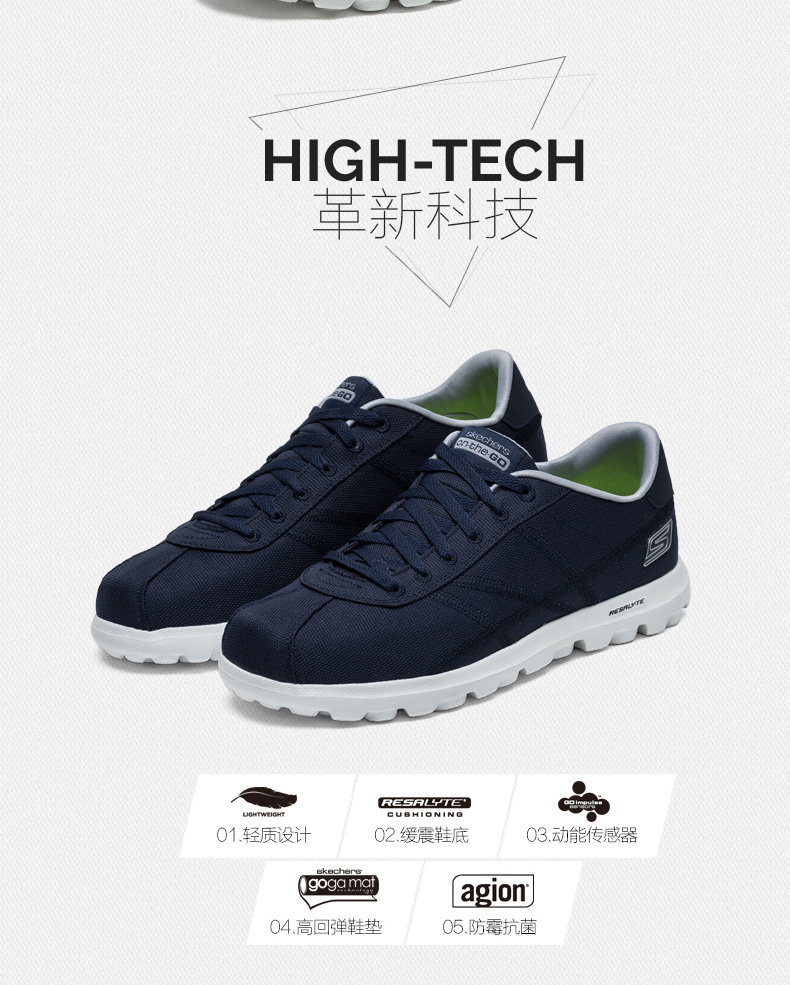 HIGH-TECH
革新科技
skechers
on-the-GO
RESALYTE
LIGHTWEIGHT
01.轻质设计
RESALYTE
CUSHIONING
02.缓震鞋底
GO impulse
sensors
03.动能传感器
skechers
goga mat
technology
04.高回弹鞋垫
agion
05.防霉抗菌